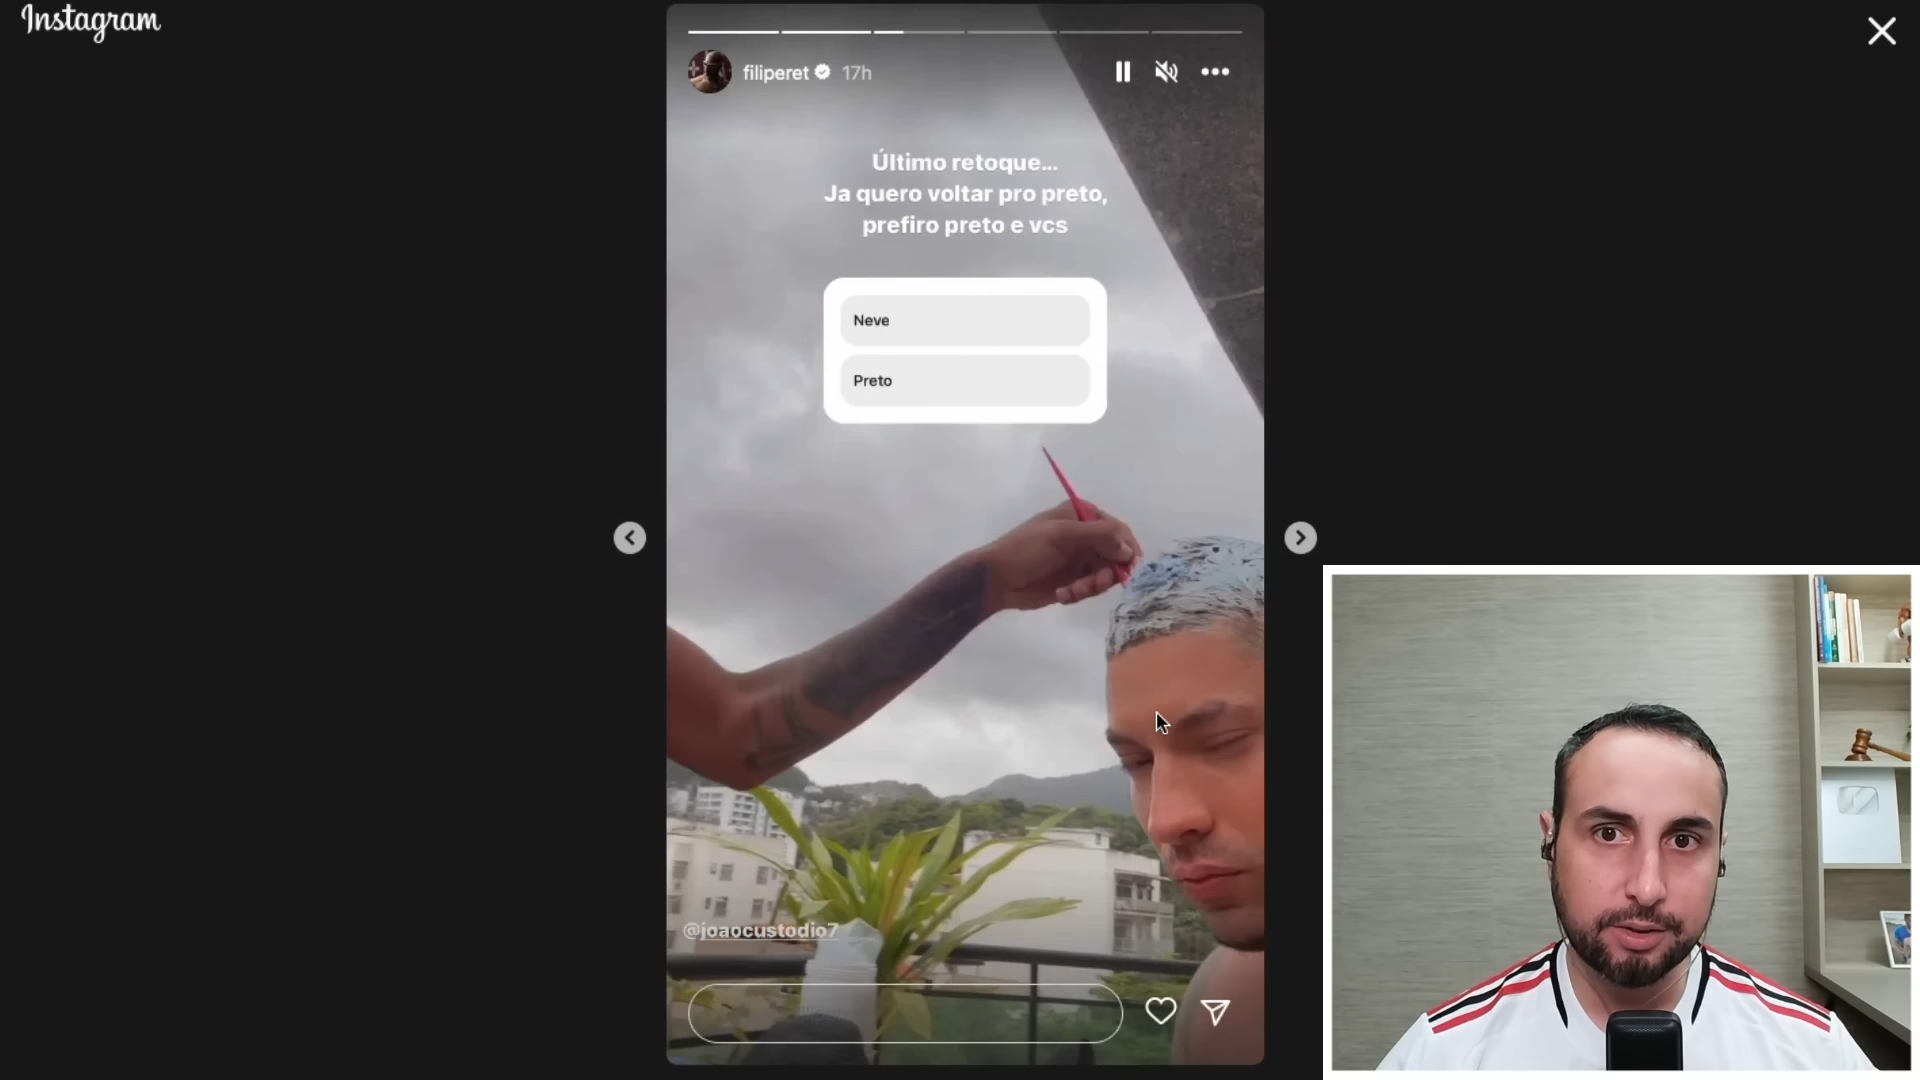 Instagram
filiperet 17h
Último retoque...
Ja quero voltar pro preto,
prefiro preto e vcs
Neve
Preto
@joaocustodio7